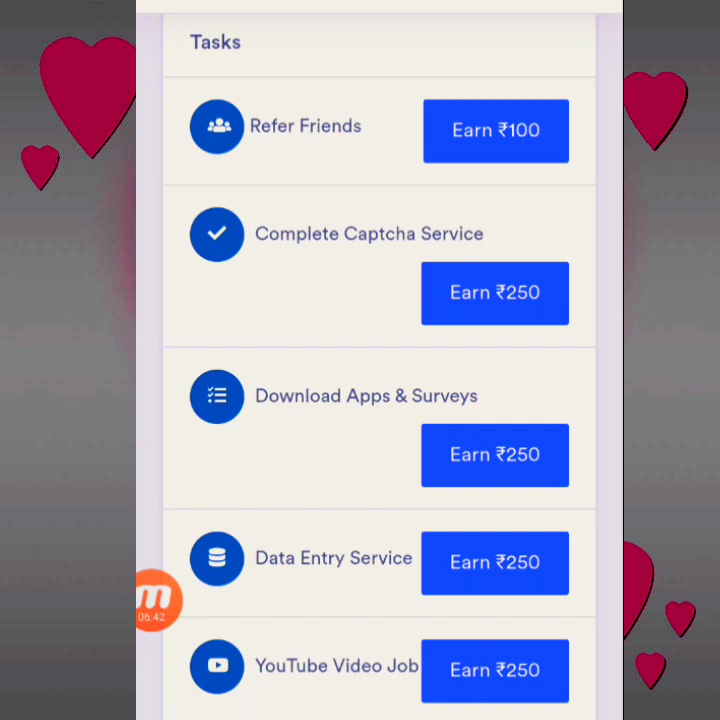 Tasks
Refer Friends
Earn ₹100
Complete Captcha Service
Earn ₹250
Download Apps & Surveys
Earn ₹250
Data Entry Service
Earn ₹250
06:42
YouTube Video Job
Earn ₹250